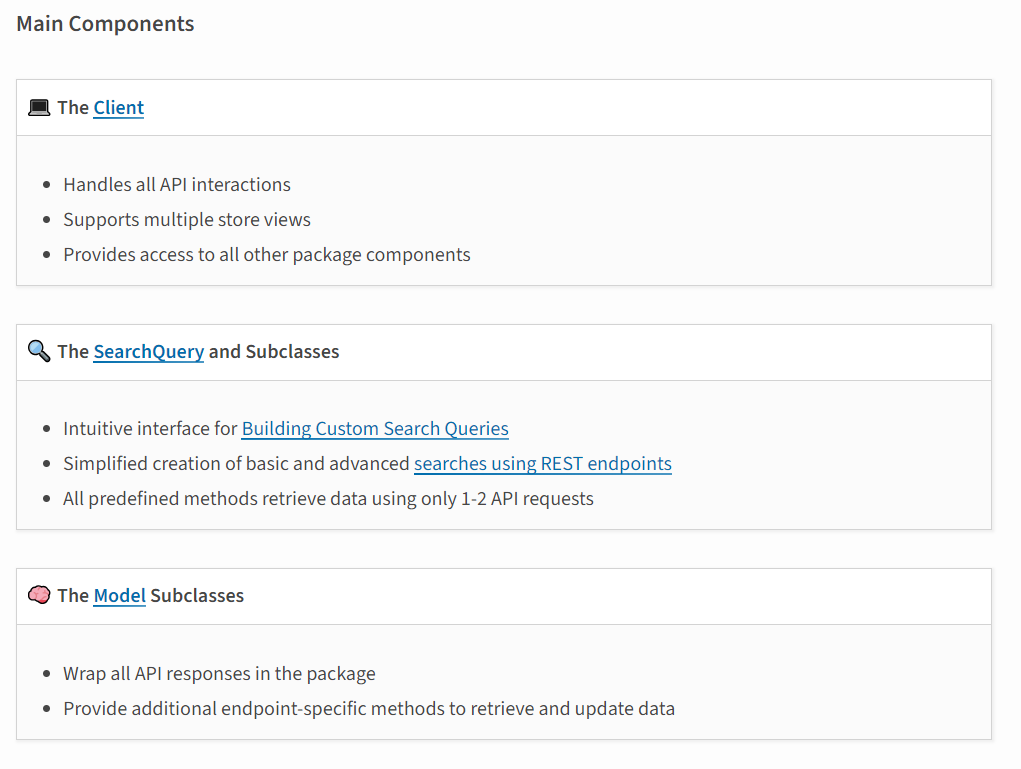 Main Components
The Client
Handles all API interactions
Supports multiple store views
Provides access to all other package components
The SearchQuery and Subclasses
Intuitive interface for Building Custom Search Queries
Simplified creation of basic and advanced searches using REST endpoints
All predefined methods retrieve data using only 1-2 API requests
The Model Subclasses
Wrap all API responses in the package
Provide additional endpoint-specific methods to retrieve and update data